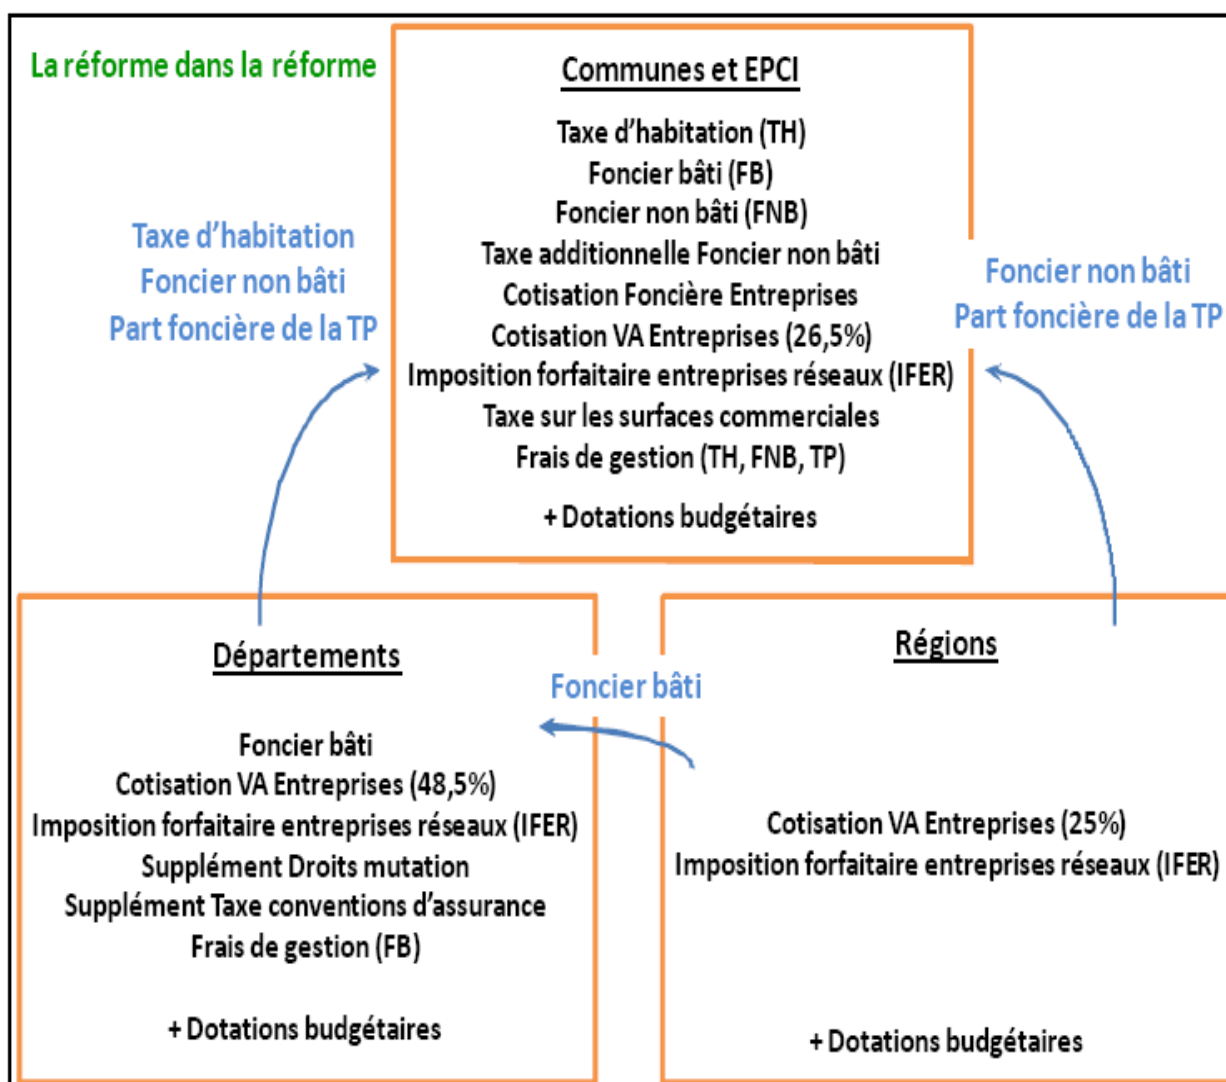 La réforme dans la réforme
Communes et EPCI
Taxe d’habitation (TH)
Foncier bâti (FB)
Foncier non bâti (FNB)
Taxe additionnelle Foncier non bâti
Cotisation Foncière Entreprises
Cotisation VA Entreprises (26,5%)
Imposition forfaitaire entreprises réseaux (IFER)
Taxe sur les surfaces commerciales
Frais de gestion (TH, FNB, TP)
+ Dotations budgétaires
Taxe d’habitation
Foncier non bâti
Part foncière de la TP
Foncier non bâti
Part foncière de la TP
Départements
Foncier bâti
Cotisation VA Entreprises (48,5%)
Imposition forfaitaire entreprises réseaux (IFER)
Supplément Droits mutation
Supplément Taxe conventions d’assurance
Frais de gestion (FB)
+ Dotations budgétaires
Foncier bâti
Régions
Cotisation VA Entreprises (25%)
Imposition forfaitaire entreprises réseaux (IFER)
+ Dotations budgétaires